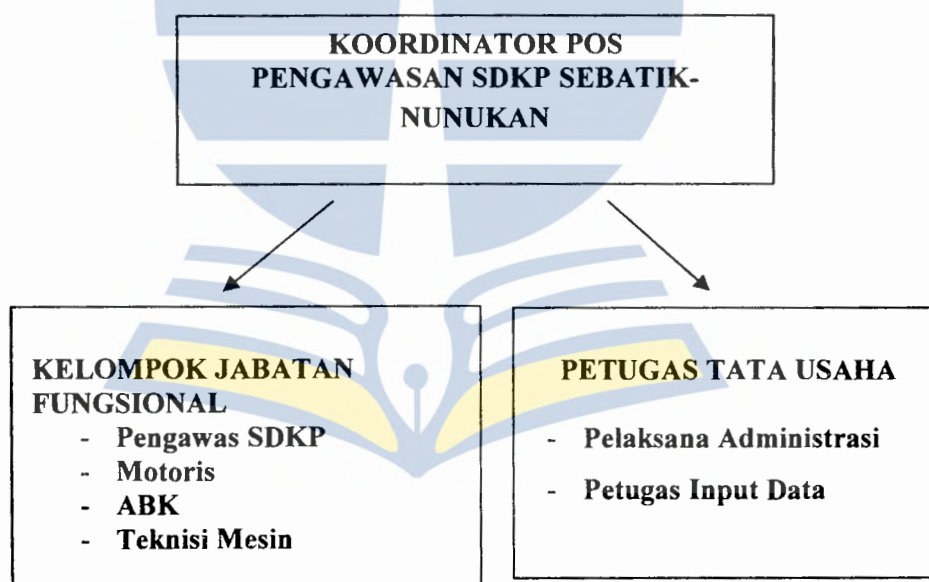 KOORDINATOR POS
PENGAWASAN SDKP SEBATIK-
NUNUKAN
KELOMPOK JABATAN
FUNGSIONAL
- Pengawas SDKP
- Motoris
- ABK
- Teknisi Mesin
PETUGAS TATA USAHA
- Pelaksana Administrasi
- Petugas Input Data